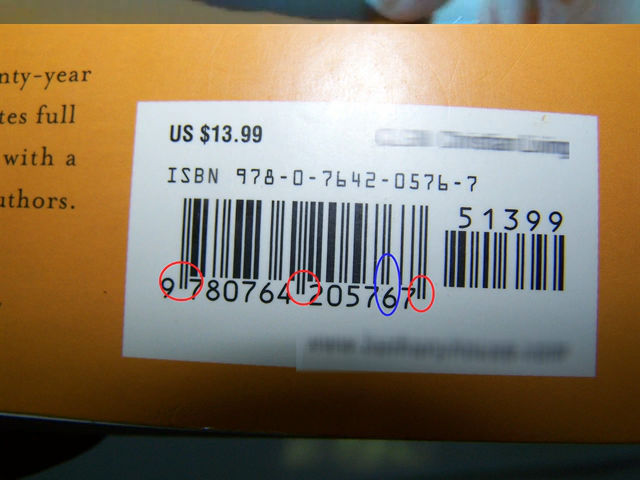 nty-year
tes full
with a
uthors.
US $13.99
ISBN 978-0-7642-0576-7
51399
9 780764 205767